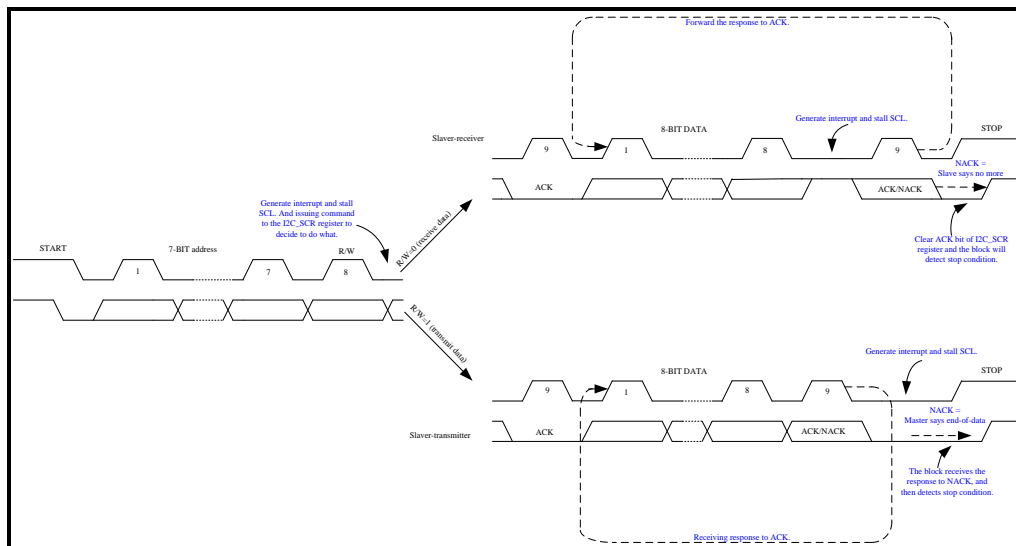 Forward the response to ACK.
Slaver-receiver
8-BIT DATA
Generate interrupt and stall SCL.
STOP
9
1
8
9
NACK =
Slave says no more
ACK
ACK/NACK
Clear ACK bit of I2C_SCR
register and the block will
detect stop condition.
Generate interrupt and stall
SCL. And issuing command
to the I2C_SCR register to
decide to do what.
START
7-BIT address
R/W
1
7
8
R/W=0 (receive data)
R/W=1 (transmit data)
Generate interrupt and stall SCL.
8-BIT DATA
STOP
9
1
8
9
NACK =
Master says end-of-data
Slaver-transmitter
ACK
ACK/NACK
The block receives the
response to NACK, and
then detects stop condition.
Receiving response to ACK.